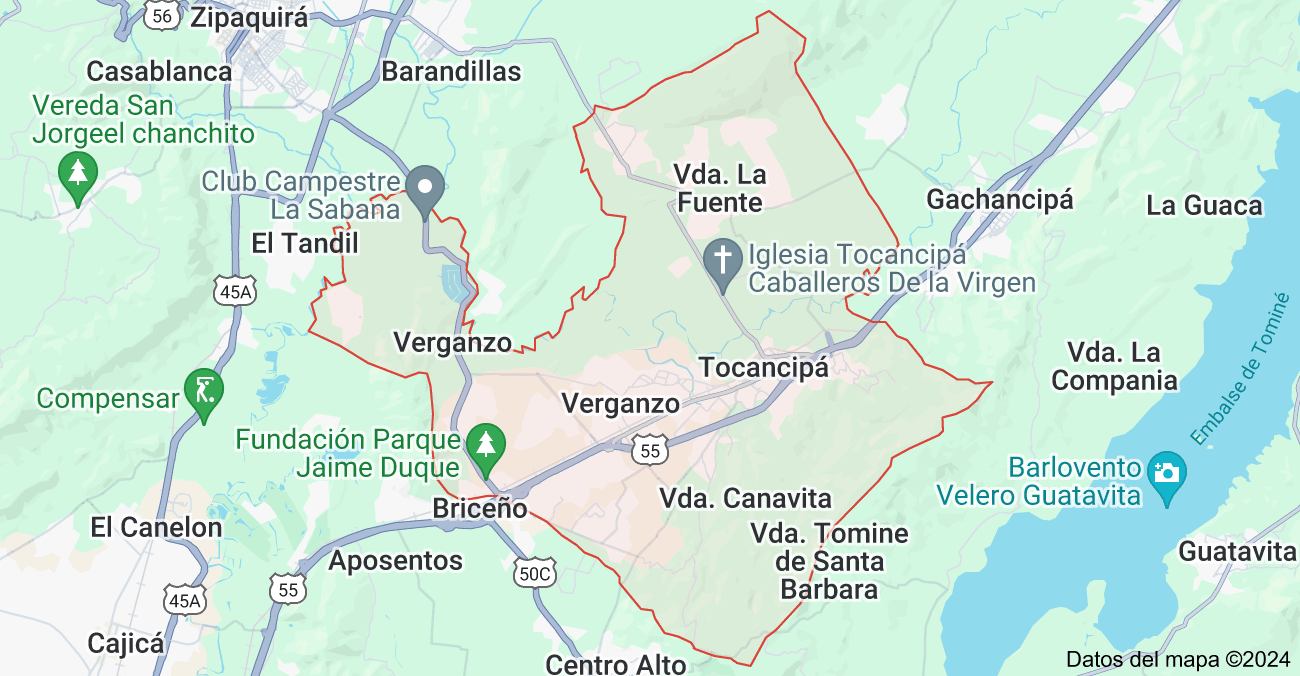 56
Zipaquirá
Casablanca
Barandillas
Vereda San
Jorgeel chanchito
Vda. La
Fuente
Club Campestre
La Sabana
Gachancipá
La Guaca
El Tandil
Iglesia Tocancipá
Caballeros De la Virgen
45A
Verganzo
Tocancipá
Vda. La
Compania
Embalse de Tominé
Compensar
Verganzo
Fundación Parque
Jaime Duque
55
Barlovento
Velero Guatavita
Vda. Canavita
Briceño
El Canelon
Vda. Tomine
de Santa
Barbara
Aposentos
Guatavita
50C
55
45A
Cajicá
Centro Alto
Datos del mapa ©2024